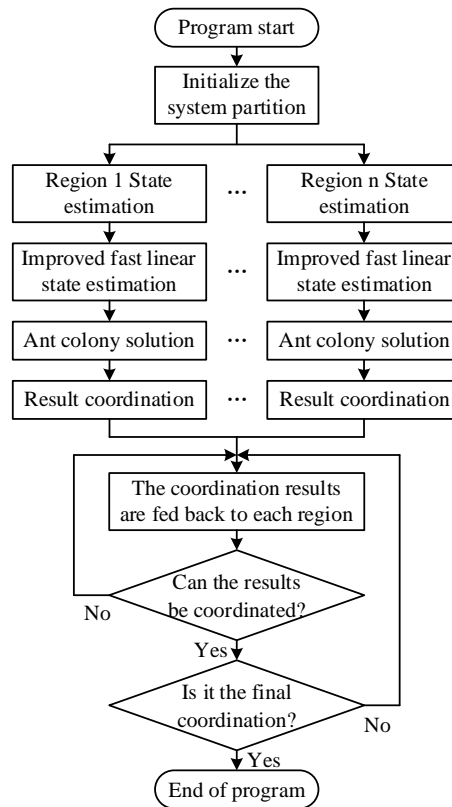 Program start
Initialize the
system partition
Region 1 State
estimation
...
Region n State
estimation
Improved fast linear
state estimation
...
Improved fast linear
state estimation
Ant colony solution
...
Ant colony solution
Result coordination
...
Result coordination
The coordination results
are fed back to each region
Can the results
be coordinated?
No
Yes
Is it the final
coordination?
No
Yes
End of program